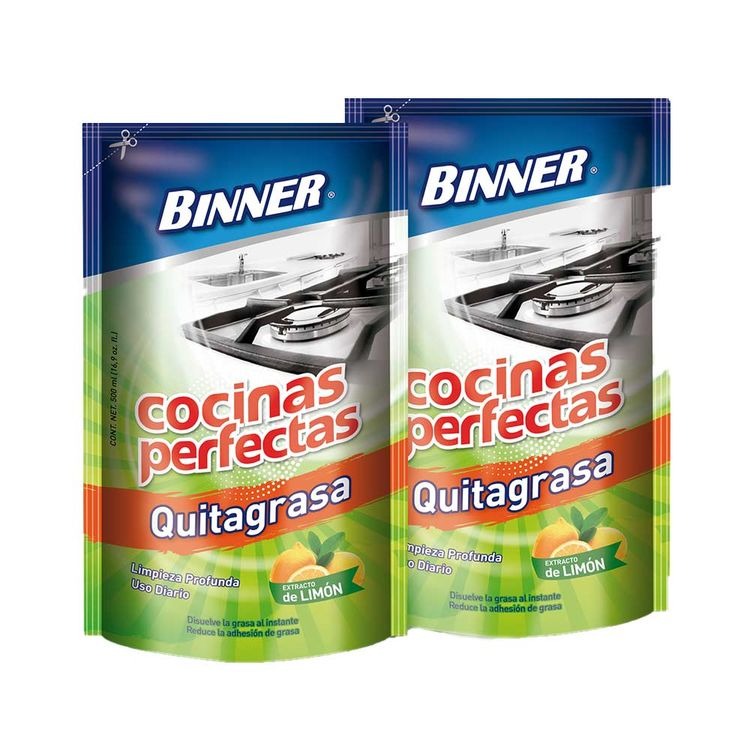 BINNER®
CONT. NET. 500 ml (16,9 oz. fl.)
cocinas
perfectas
Quitagrasa
Limpieza Profunda
Uso Diario
EXTRACTO
de LIMÓN
Disuelve la grasa al instante
Reduce la adhesión de grasa
BINNER®
cocinas
perfectas
Quitagrasa
mpieza Profunda
so Diario
EXTRACTO
de LIMÓN
Disuelve la grasa al instante
Reduce la adhesión de grasa